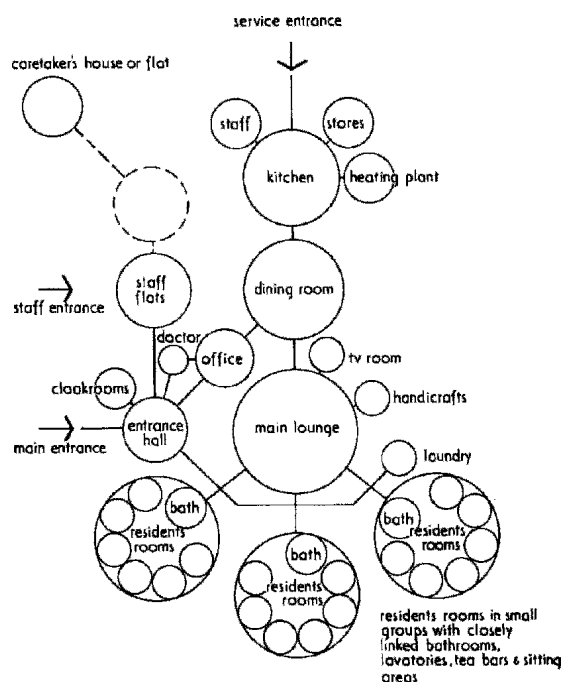 service entrance
caretaker's house or flat
staff
stores
kitchen
heating plant
staff
flats
dining room
staff entrance
doctor
office
tv room
cloakrooms
handicrafts
entrance
hall
main lounge
main entrance
laundry
bath
residents
rooms
bath
residents
rooms
bath
residents
rooms
residents rooms in small
groups with closely
linked bathrooms,
lavatories, tea bars & sitting
areas